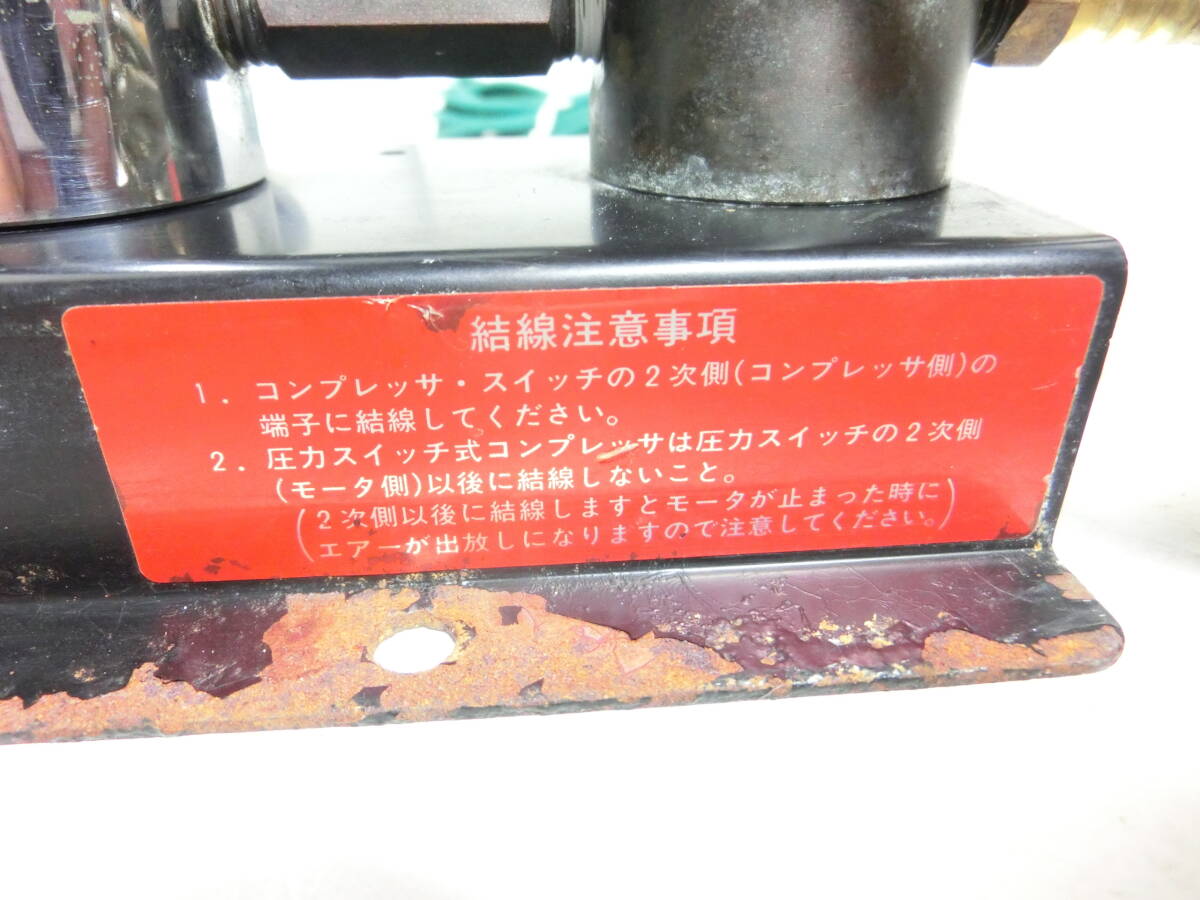 結線注意事項
1. コンプレッサ・スイッチの2次側(コンプレッサ側)の
端子に結線してください。
2. 圧力スイッチ式コンプレッサは圧力スイッチの2次側
(モータ側)以後に結線しないこと。
(2次側以後に結線しますとモータが止まった時に
エアーが出放しになりますので注意してください。)